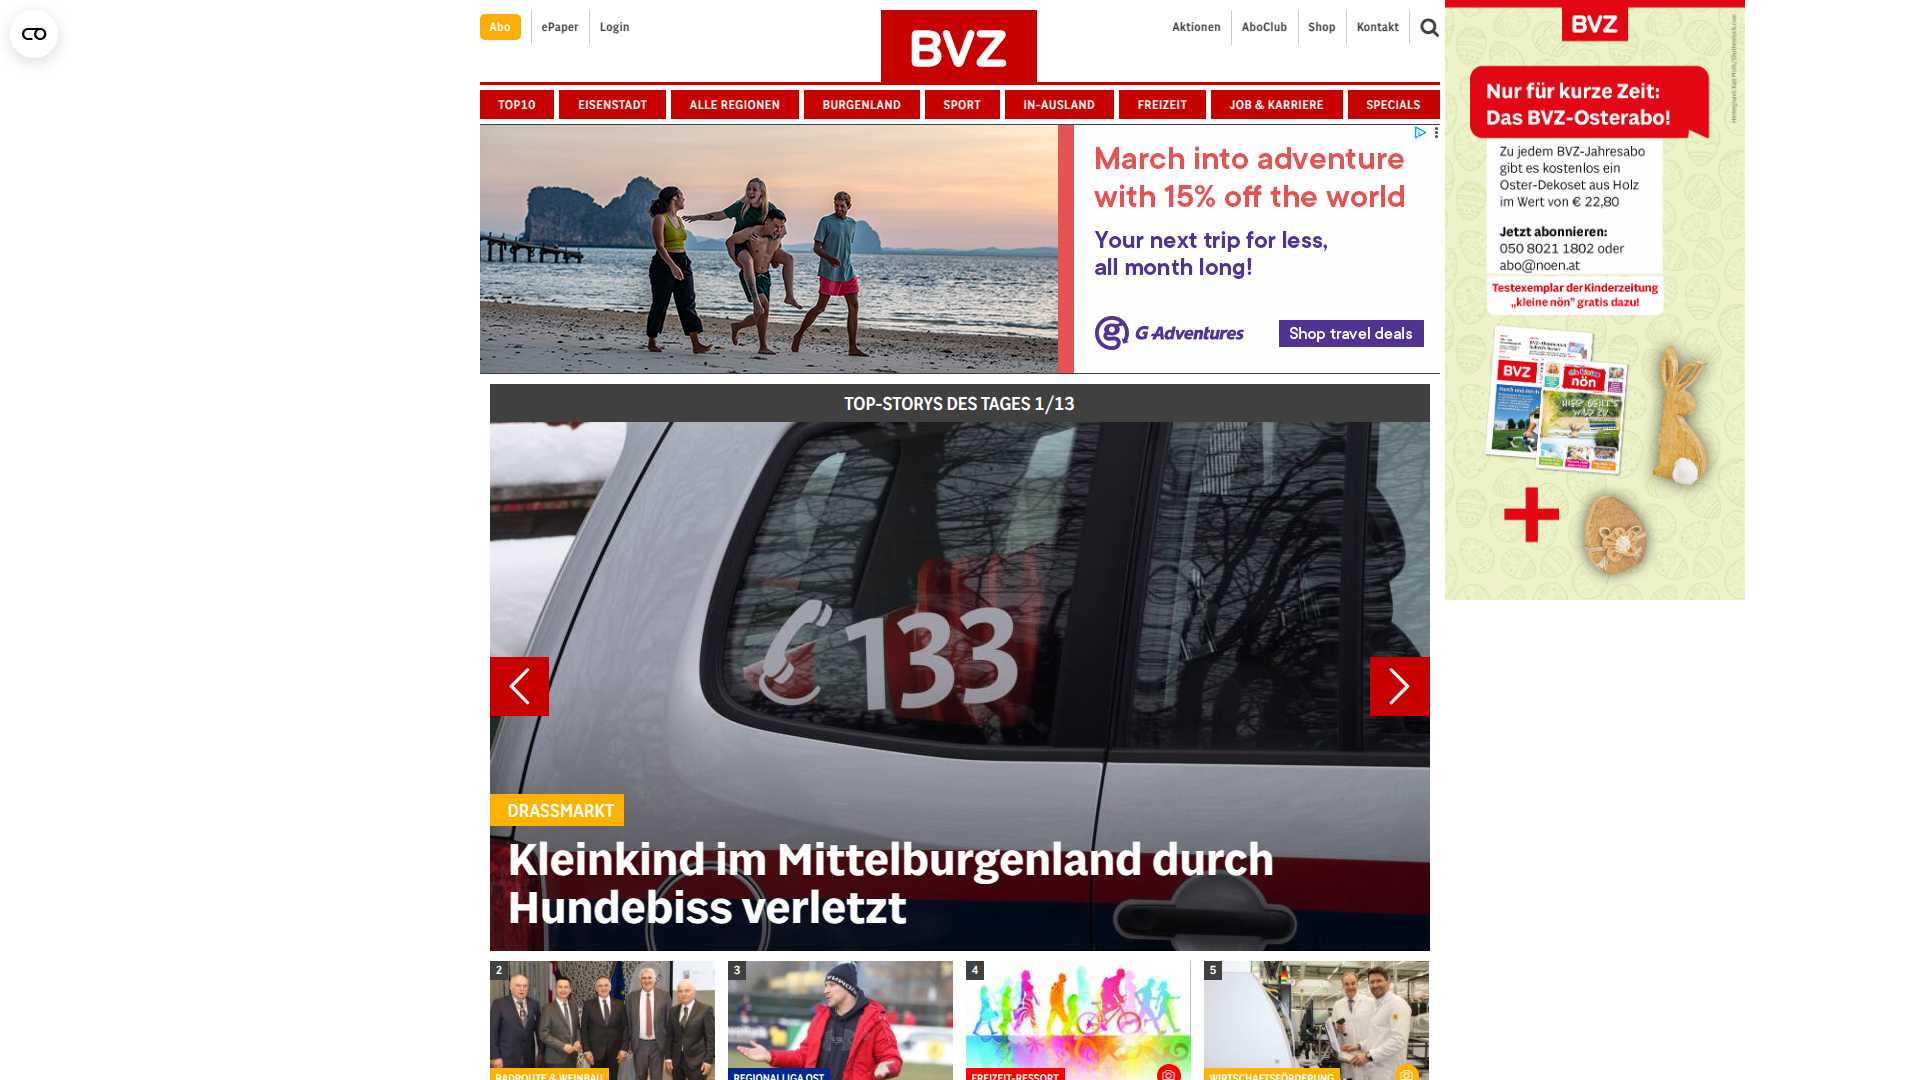 Abo
ePaper
Login
BVZ
Aktionen
AboClub
Shop
Kontakt
TOP10
EISENSTADT
ALLE REGIONEN
BURGENLAND
SPORT
IN-AUSLAND
FREIZEIT
JOB & KARRIERE
SPECIALS
March into adventure
with 15% off the world
Your next trip for less,
all month long!
G Adventures
Shop travel deals
BVZ
Nur für kurze Zeit:
Das BVZ-Osterabo!
Zu jedem BVZ-Jahresabo
gibt es kostenlos ein
Oster-Dekoset aus Holz
im Wert von € 22,80
Jetzt abonnieren:
050 8021 1802 oder
abo@noen.at
Testexemplar der Kinderzeitung
„kleine nön" gratis dazu!
BVZ
nön
TOP-STORYS DES TAGES 1/13
133
DRASSMARKT
Kleinkind im Mittelburgenland durch
Hundebiss verletzt
2
3
4
5
RADROUTE & WEINBAU
REGIONALLIGA OST
FREIZEIT-RESSORT
WIRTSCHAFTSFÖRDERUNG